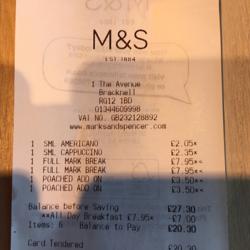 M&S
EST. 1884
1 The Avenue
Bracknell
RG12 1BD
01344609998
VAT NO. GB232128892
www.marksandspencer.com
1 SML AMERICANO £2.05*
1 SML CAPPUCCINO £2.35*
1 FULL MARK BREAK £7.95*<
1 FULL MARK BREAK £7.95*<
1 POACHED ADD ON £3.50*<
1 POACHED ADD ON £3.50*<
Balance before Saving £27.30
**All Day Breakfast £7.95* -£7.00
Items: 6 Balance to Pay £20.30
Card Tendered £20.30